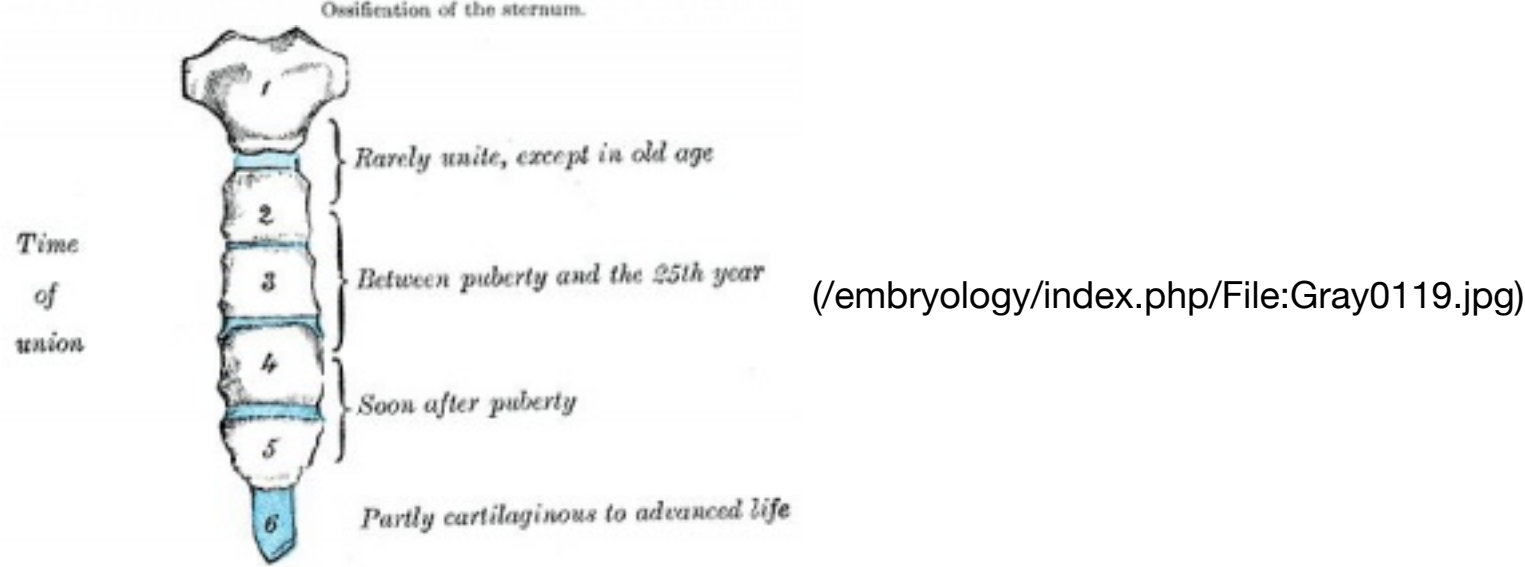 Ossification of the sternum.
1
Rarely unite, except in old age
2
Time
of
union
3
Between puberty and the 25th year
(/embryology/index.php/File:Gray0119.jpg)
4
Soon after puberty
5
6
Partly cartilaginous to advanced life